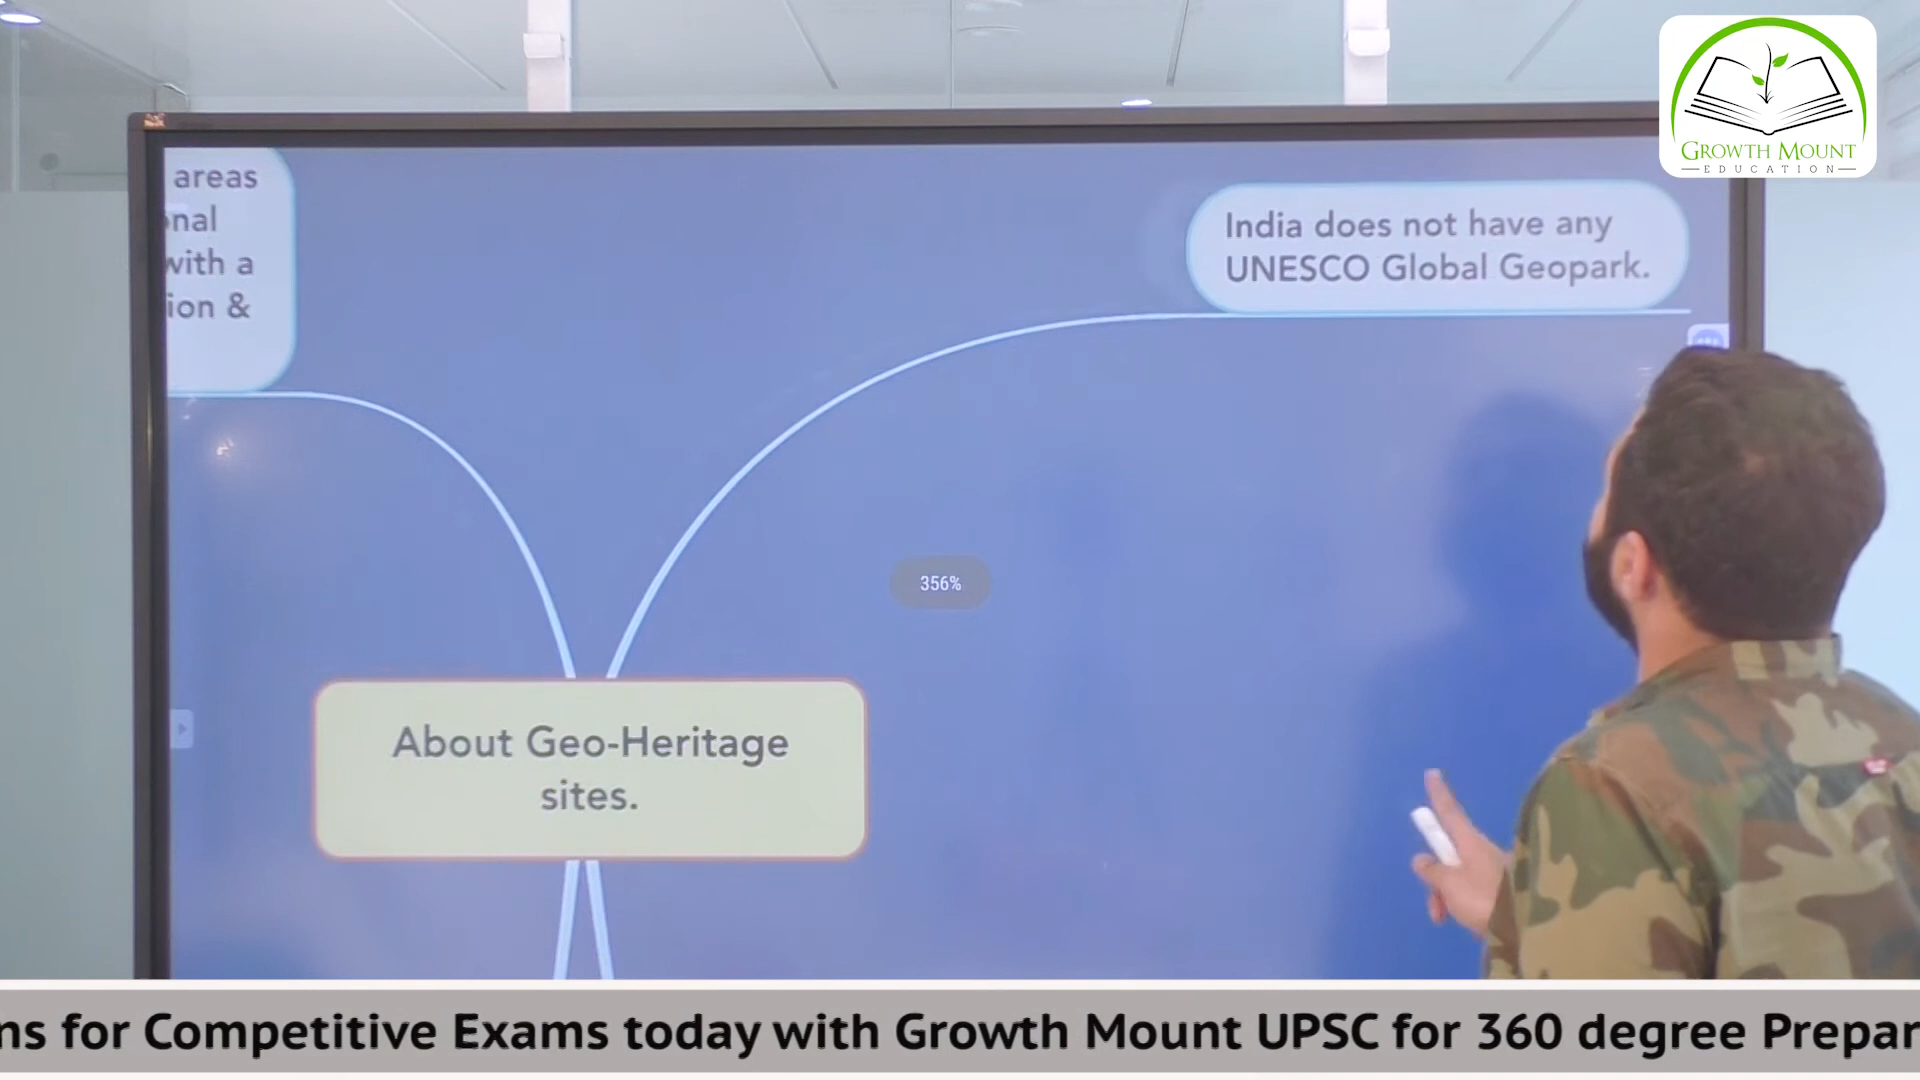 GROWTH MOUNT
EDUCATION
areas
onal
with a
ion &
India does not have any
UNESCO Global Geopark.
356%
About Geo-Heritage
sites.
ns for Competitive Exams today with Growth Mount UPSC for 360 degree Prepar